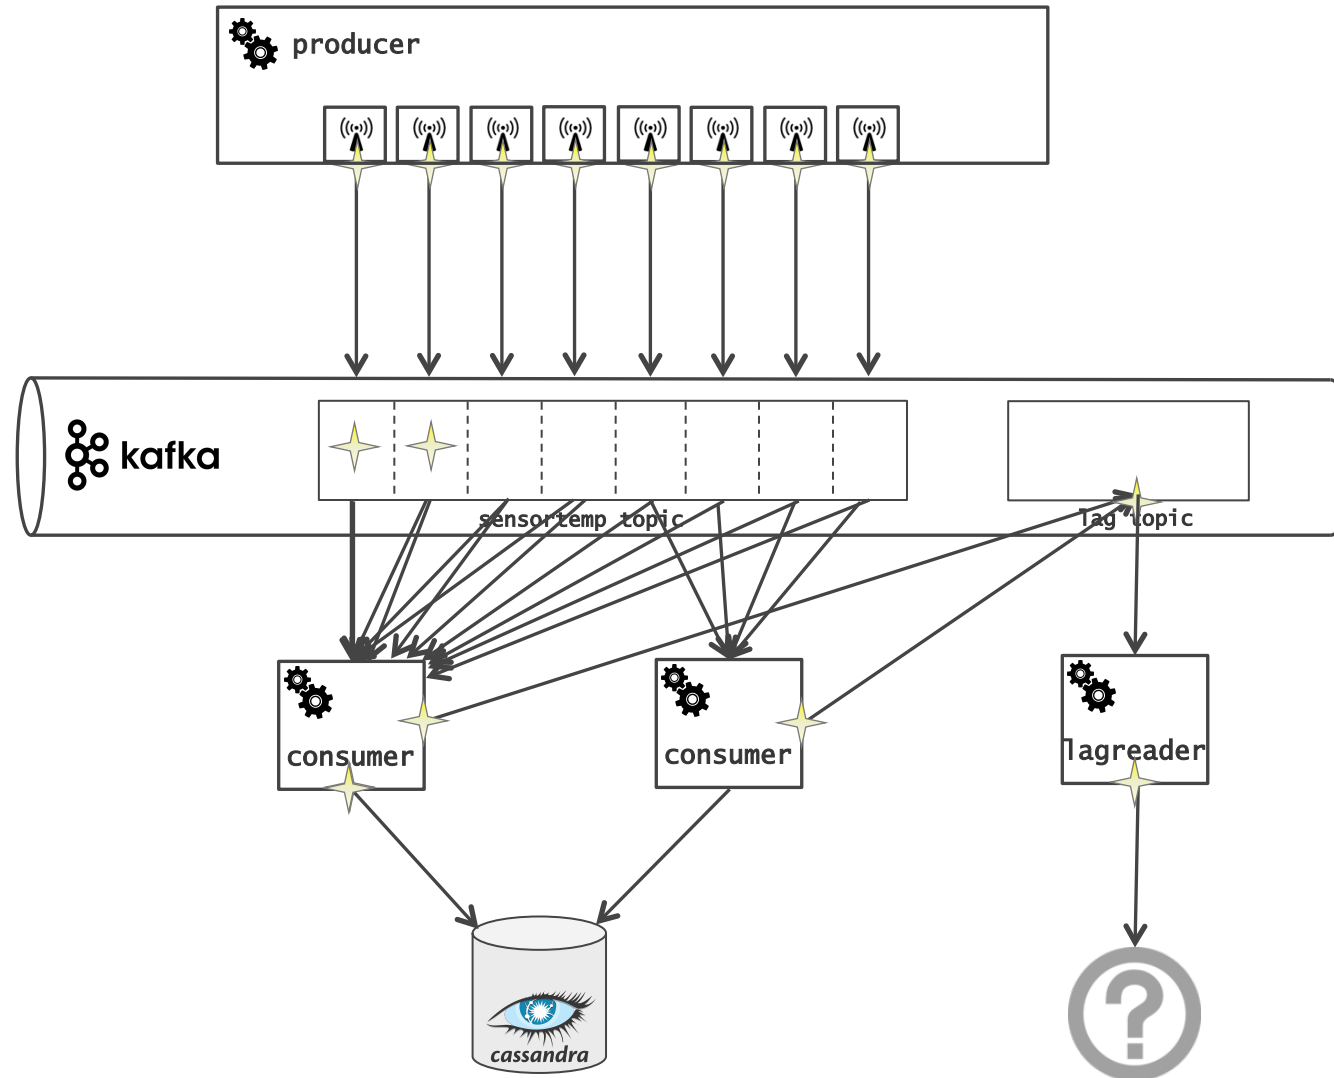 producer
kafka
sensortemp topic
lag topic
consumer
consumer
lagreader
cassandra
?